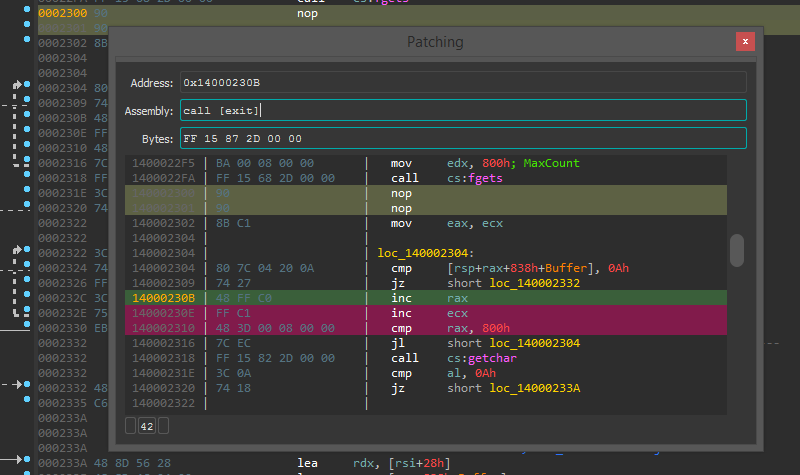 call cs:fgets
0002300 90 nop
0002301 90
0002302 8B
0002304
0002304
0002304 80
0002309 74
000230B 48
000230E FF
0002310 48
0002316 7C
0002318 FF
000231E 3C
0002320 74
0002322
0002322 3C
0002324 74
0002326 FF
000232C 3C
000232E 75
0002330 EB
0002332
0002332
0002332
0002332 48
0002335 C6
000233A
000233A
000233A
000233A 48 8D 56 28 lea rdx, [rsi+28h]
Patching
x
Address: 0x14000230B
Assembly: call [exit]
Bytes: FF 15 87 2D 00 00
1400022F5 | BA 00 08 00 00 | mov edx, 800h; MaxCount
1400022FA | FF 15 68 2D 00 00 | call cs:fgets
140002300 | 90 | nop
140002301 | 90 | nop
140002302 | 8B C1 | mov eax, ecx
140002304 | |
140002304 | | loc_140002304:
140002304 | 80 7C 04 20 0A | cmp [rsp+rax+838h+Buffer], 0Ah
140002309 | 74 27 | jz short loc_140002332
14000230B | 48 FF C0 | inc rax
14000230E | FF C1 | inc ecx
140002310 | 48 3D 00 08 00 00 | cmp rax, 800h
140002316 | 7C EC | jl short loc_140002304
140002318 | FF 15 82 2D 00 00 | call cs:getchar
14000231E | 3C 0A | cmp al, 0Ah
140002320 | 74 18 | jz short loc_14000233A
140002322 | |
42